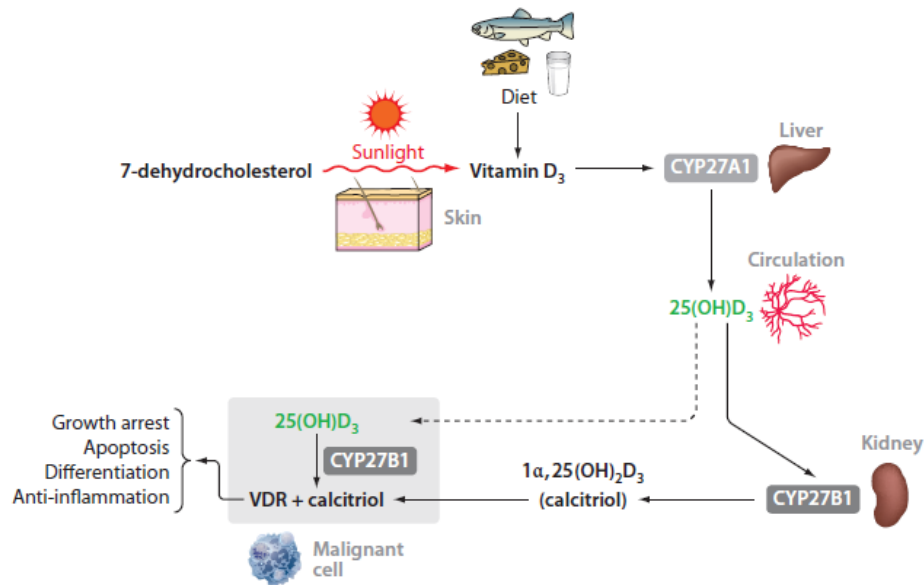 Diet
Liver
Sunlight
7-dehydrocholesterol
Vitamin D₃
CYP27A1
Skin
Circulation
25(OH)D₃
25(OH)D₃
Growth arrest
Apoptosis
Differentiation
Anti-inflammation
CYP27B1
Kidney
1α,25(OH)₂D₃
(calcitriol)
VDR + calcitriol
CYP27B1
Malignant
cell